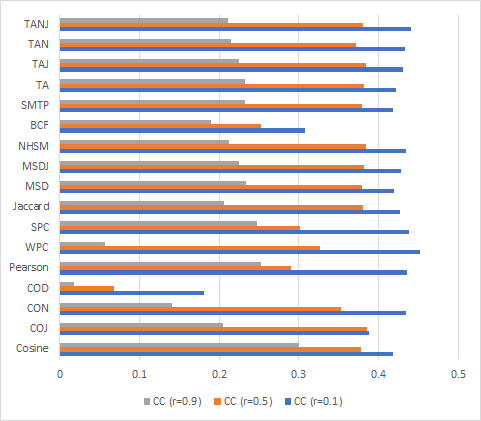 TANJ
TAN
TAJ
TA
SMTP
BCF
NHSM
MSDJ
MSD
Jaccard
SPC
WPC
Pearson
COD
CON
COJ
Cosine
0 0.1 0.2 0.3 0.4 0.5
CC (r=0.9) CC (r=0.5) CC (r=0.1)